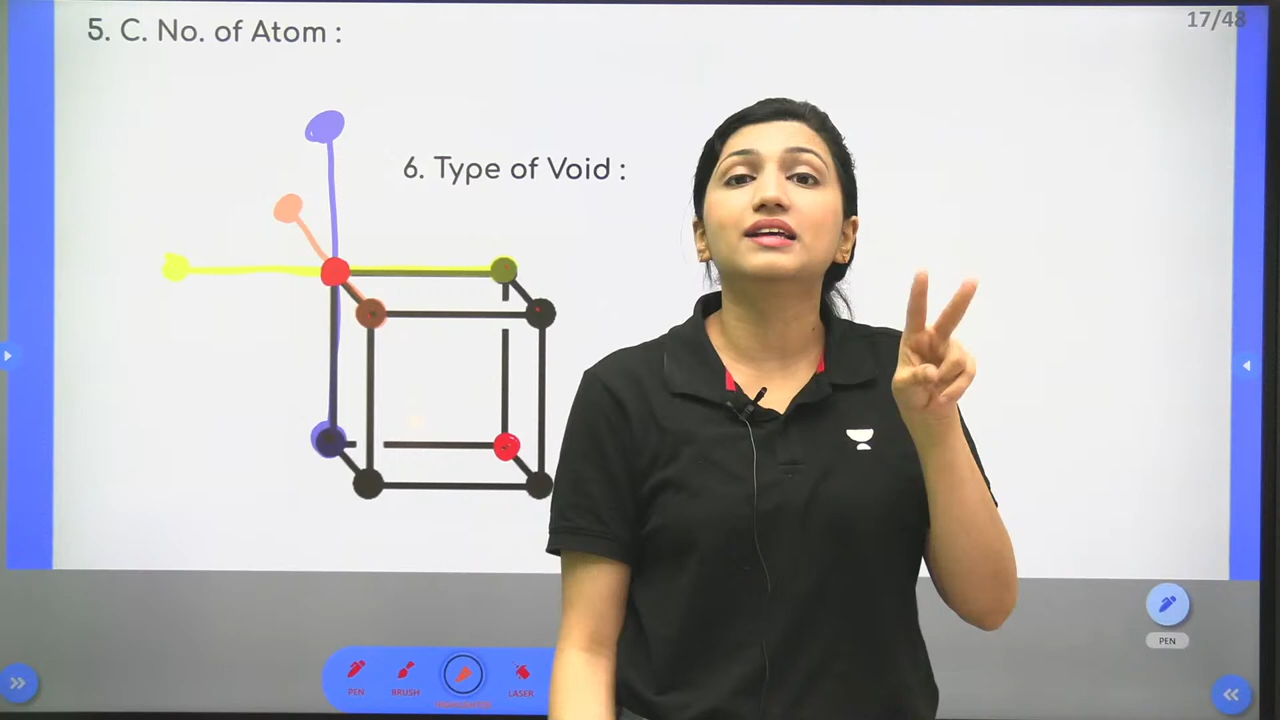 17/48
5. C. No. of Atom :
6. Type of Void :
PEN
PEN
BRUSH
LASER